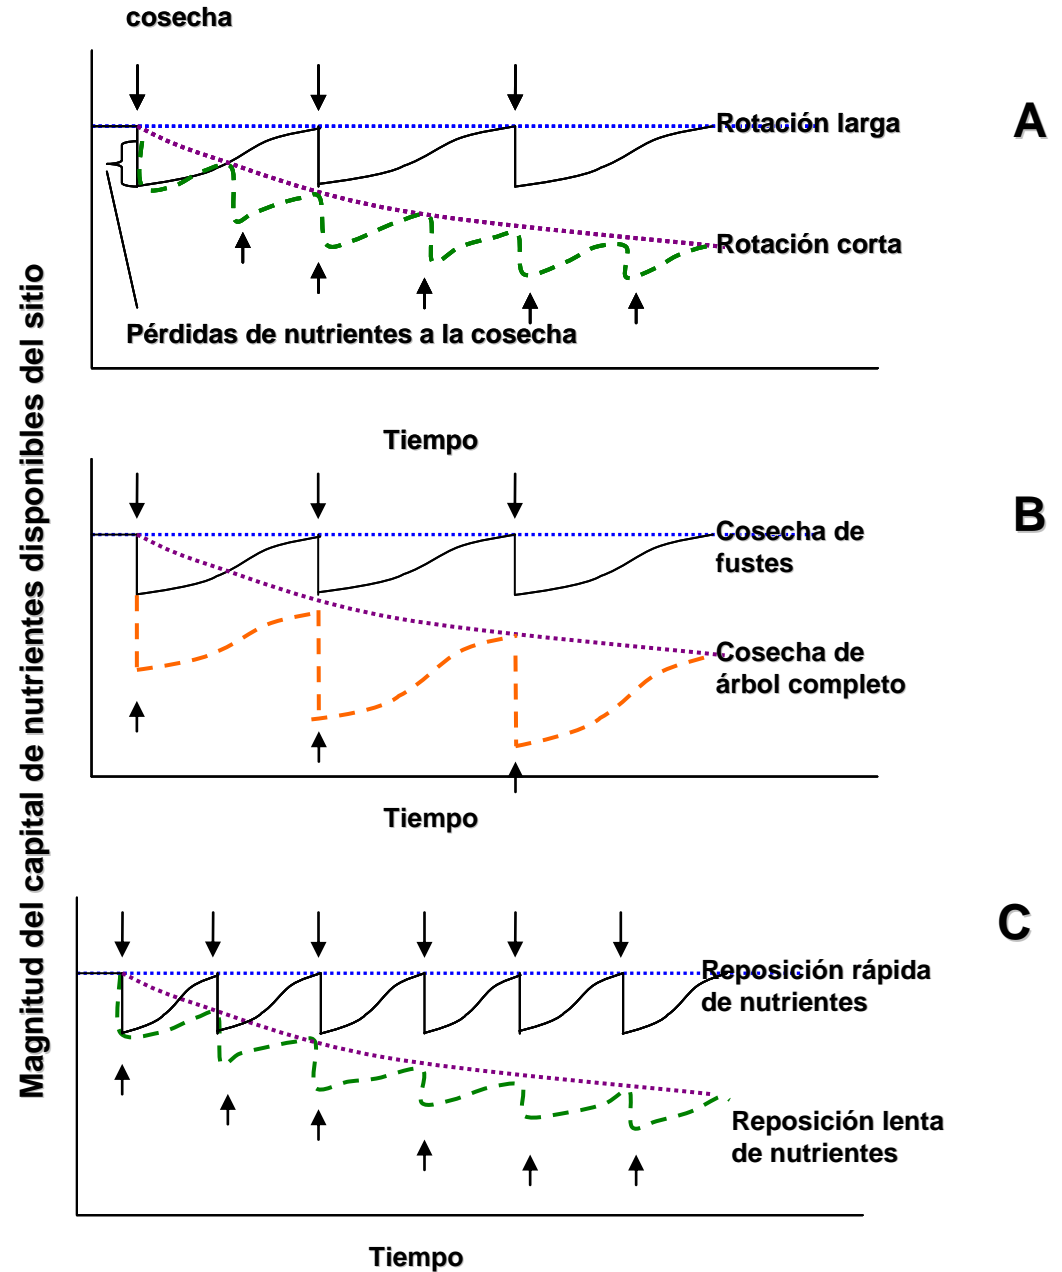 cosecha
A
Rotación larga
Rotación corta
Pérdidas de nutrientes a la cosecha
Tiempo
Magnitud del capital de nutrientes disponibles del sitio
B
Cosecha de
fustes
Cosecha de
árbol completo
Tiempo
C
Reposición rápida
de nutrientes
Reposición lenta
de nutrientes
Tiempo